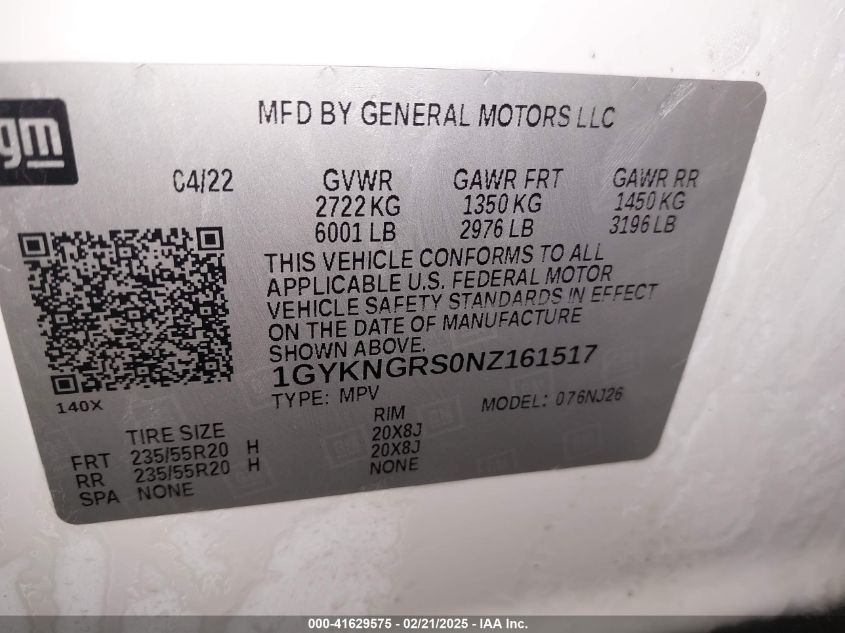 gm
MFD BY GENERAL MOTORS LLC
04/22 GVWR GAWR FRT GAWR RR
2722 KG 1350 KG 1450 KG
6001 LB 2976 LB 3196 LB
THIS VEHICLE CONFORMS TO ALL
APPLICABLE U.S. FEDERAL MOTOR
VEHICLE SAFETY STANDARDS IN EFFECT
ON THE DATE OF MANUFACTURE
SHOWN ABOVE.
1GYKNGRS0NZ161517
140X
TYPE: MPV MODEL: 076NJ26
TIRE SIZE RIM
FRT 235/55R20 H 20X8J
RR 235/55R20 H 20X8J
SPA NONE NONE
000-41629575 - 02/21/2025 - IAA Inc.